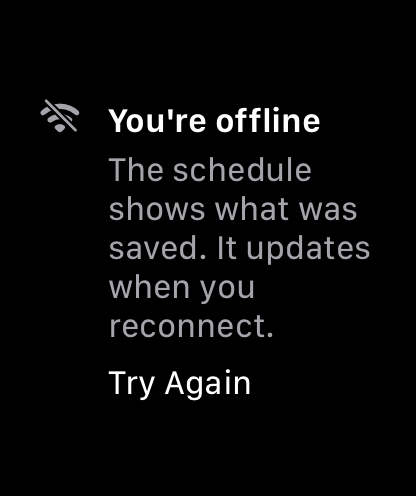 You're offline
The schedule
shows what was
saved. It updates
when you
reconnect.
Try Again